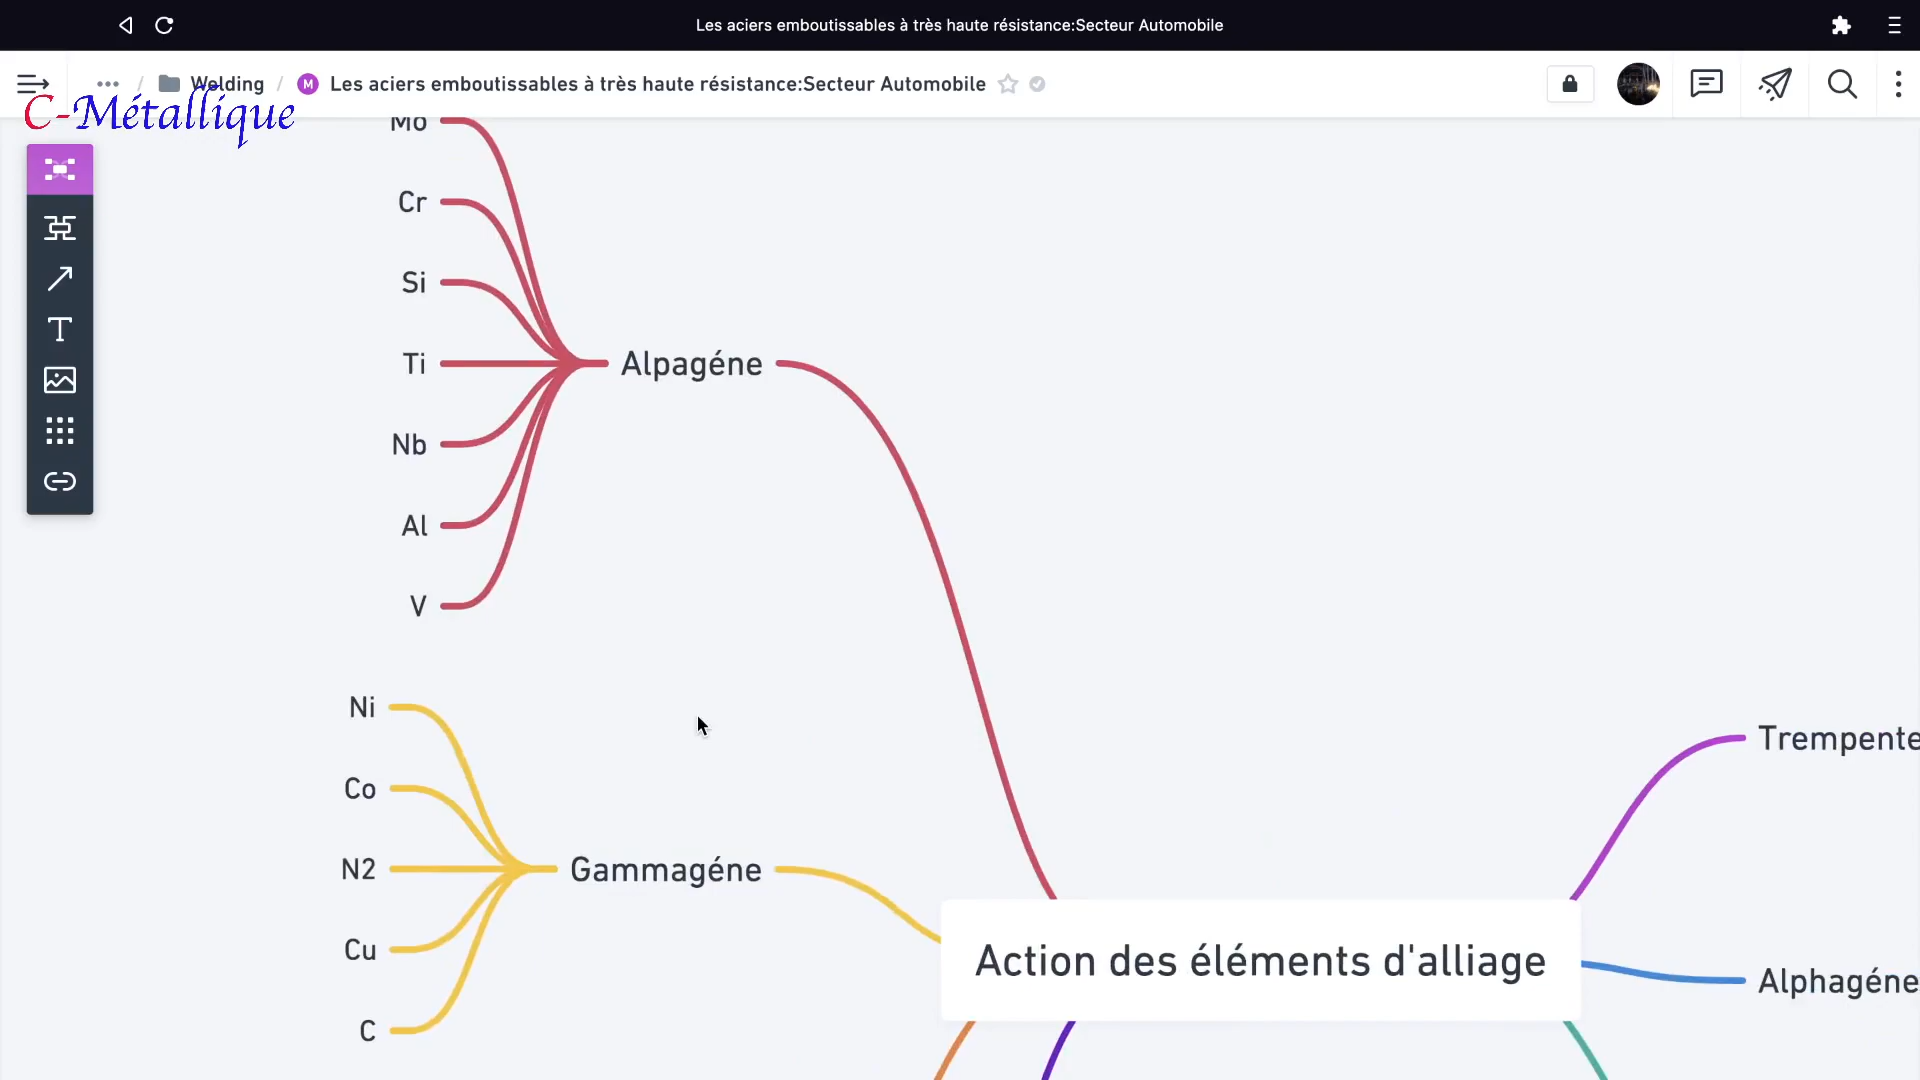 Les aciers emboutissables à très haute résistance:Secteur Automobile
Welding / M Les aciers emboutissables à très haute résistance:Secteur Automobile
C-Métallique
Mo
Cr
Si
Ti
Alpagéne
Nb
Al
V
Ni
Co
N2
Gammagéne
Cu
C
Action des éléments d'alliage
Trempente
Alphagéne